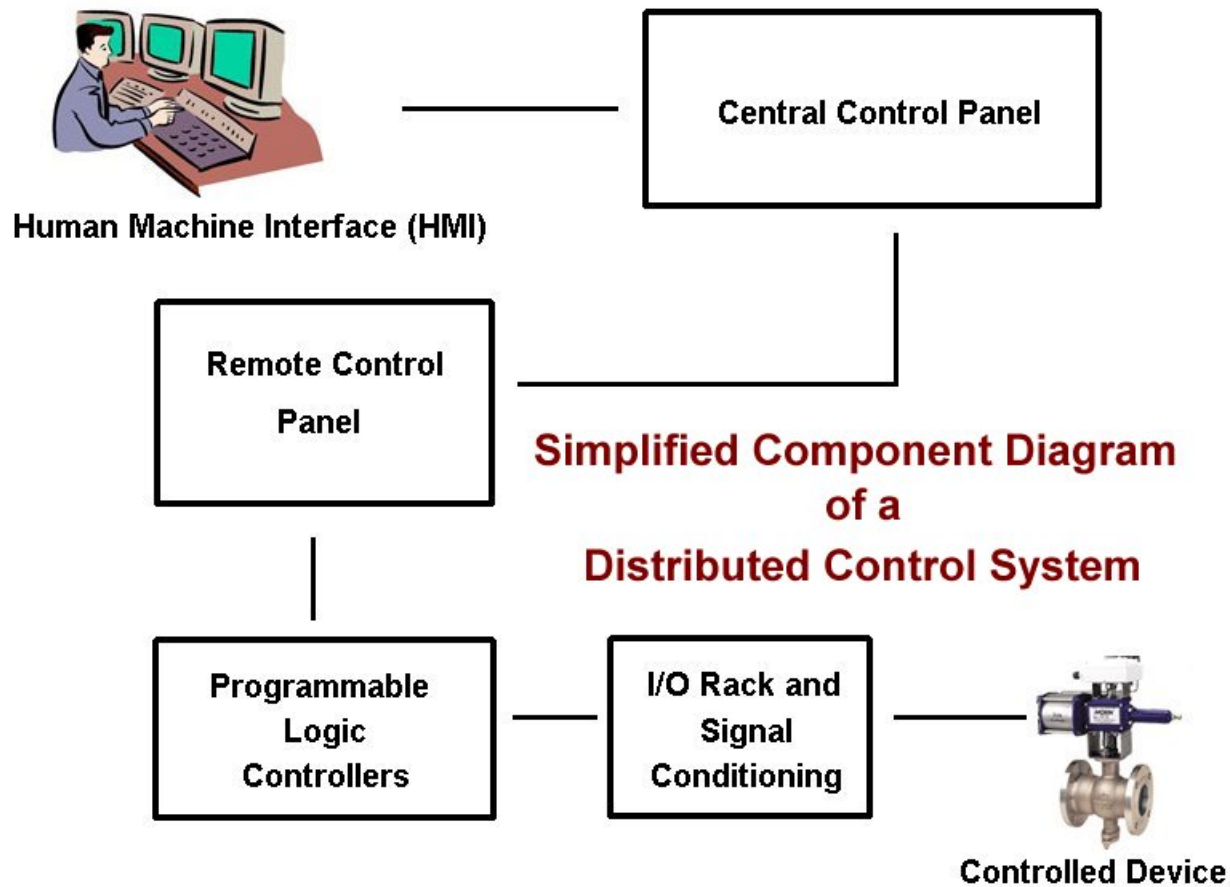 Central Control Panel
Human Machine Interface (HMI)
Remote Control
Panel
Simplified Component Diagram
of a
Distributed Control System
Programmable
Logic
Controllers
I/O Rack and
Signal
Conditioning
Controlled Device